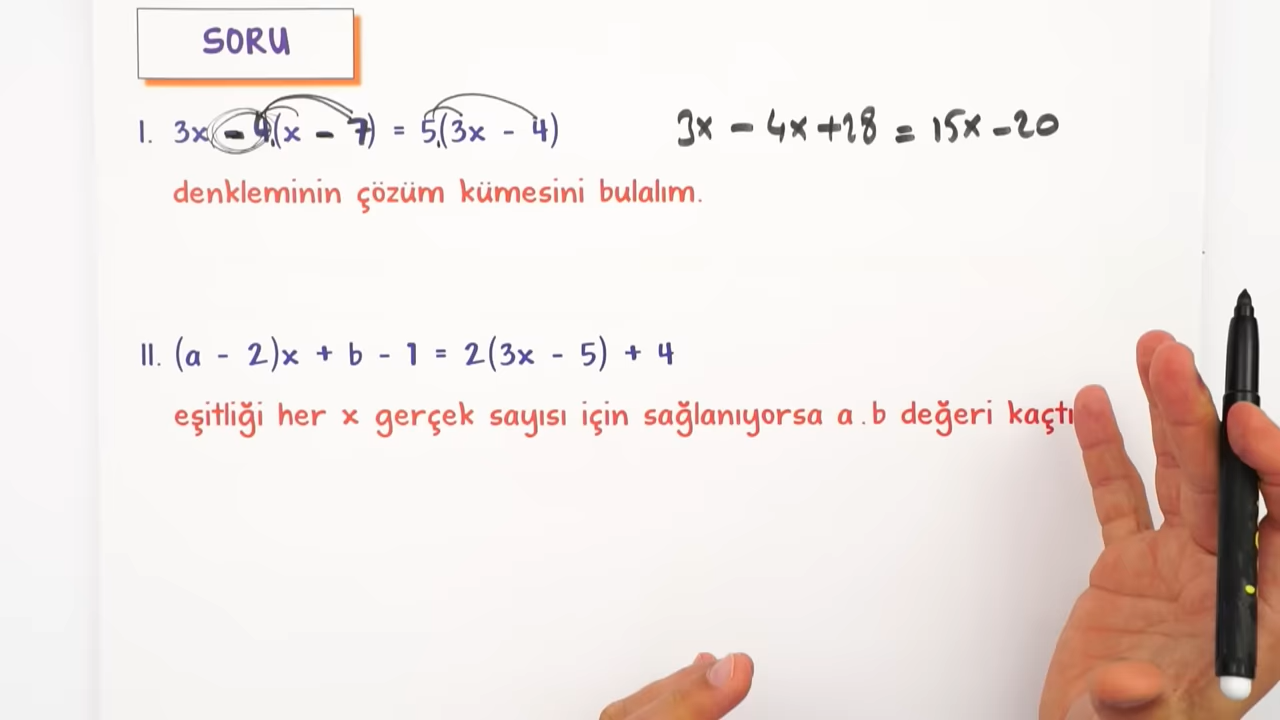 SORU
I. 3x - 4(x - 7) = 5(3x - 4)
3x - 4x + 28 = 15x - 20
denkleminin çözüm kümesini bulalım.
II. (a - 2)x + b - 1 = 2(3x - 5) + 4
eşitliği her x gerçek sayısı için sağlanıyorsa a.b değeri kaçtı